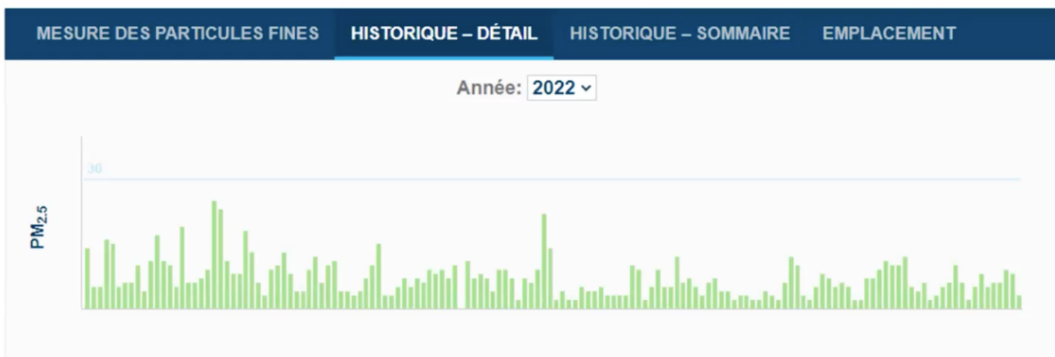 MESURE DES PARTICULES FINES HISTORIQUE – DÉTAIL HISTORIQUE – SOMMAIRE EMPLACEMENT
Année: 2022
30
PM2.5